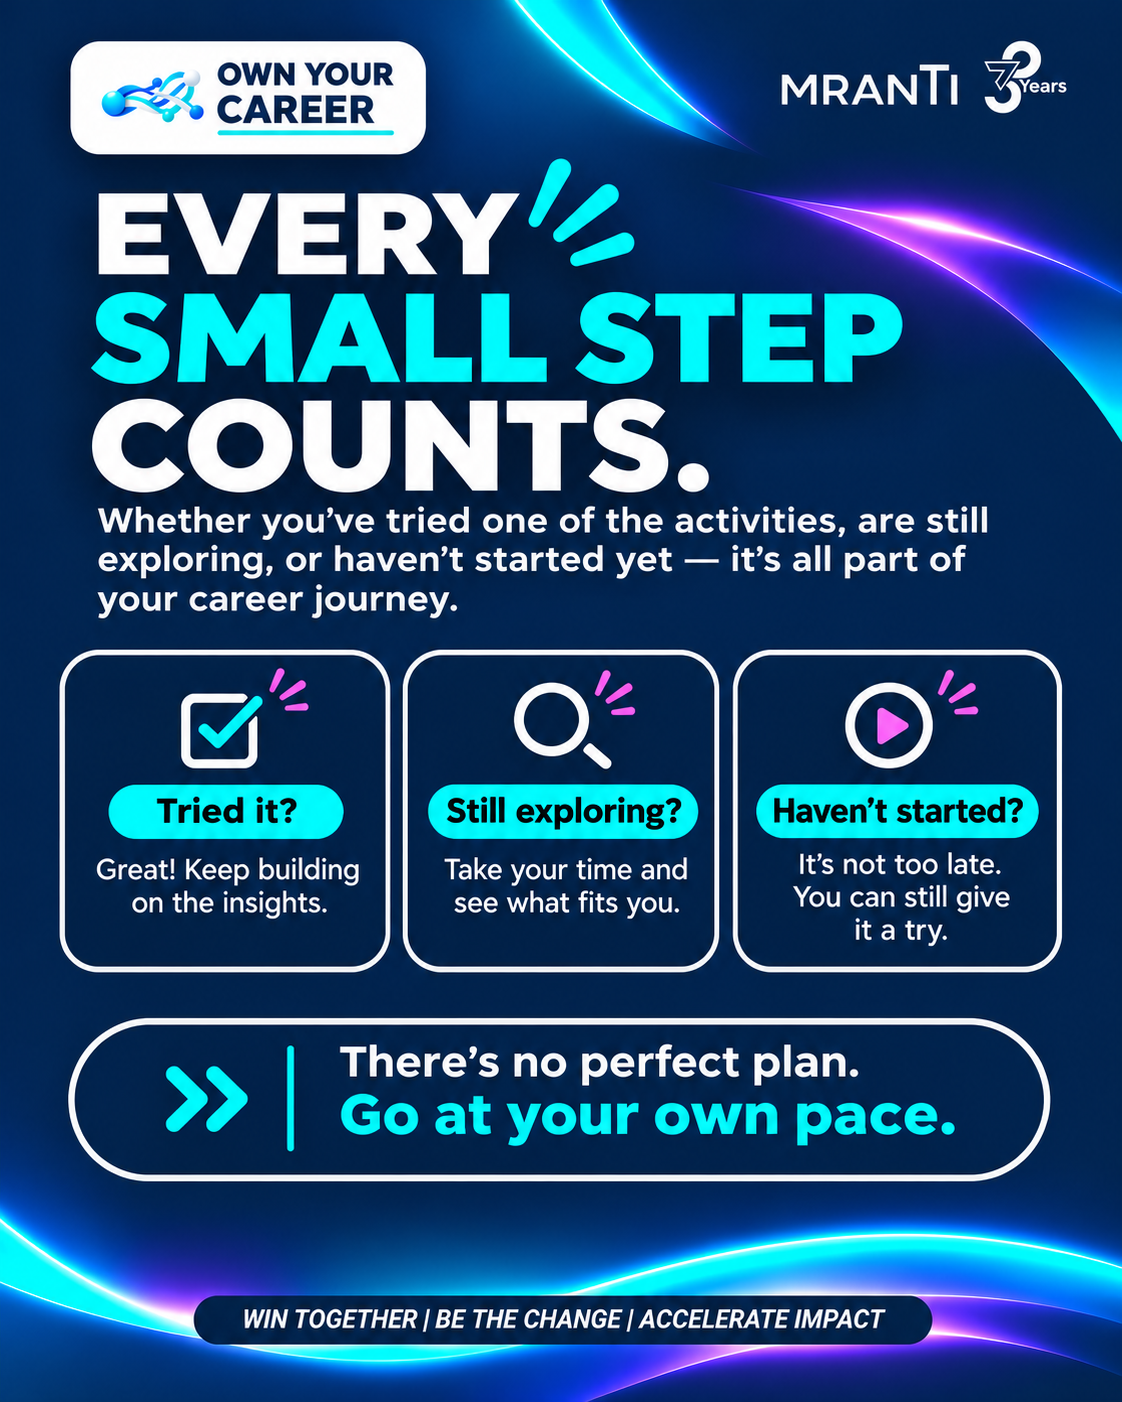 OWN YOUR
CAREER
MRANTI
3 Years
EVERY
SMALL STEP
COUNTS.
Whether you’ve tried one of the activities, are still
exploring, or haven’t started yet — it’s all part of
your career journey.
Tried it?
Great! Keep building
on the insights.
Still exploring?
Take your time and
see what fits you.
Haven’t started?
It’s not too late.
You can still give
it a try.
There’s no perfect plan.
Go at your own pace.
WIN TOGETHER | BE THE CHANGE | ACCELERATE IMPACT